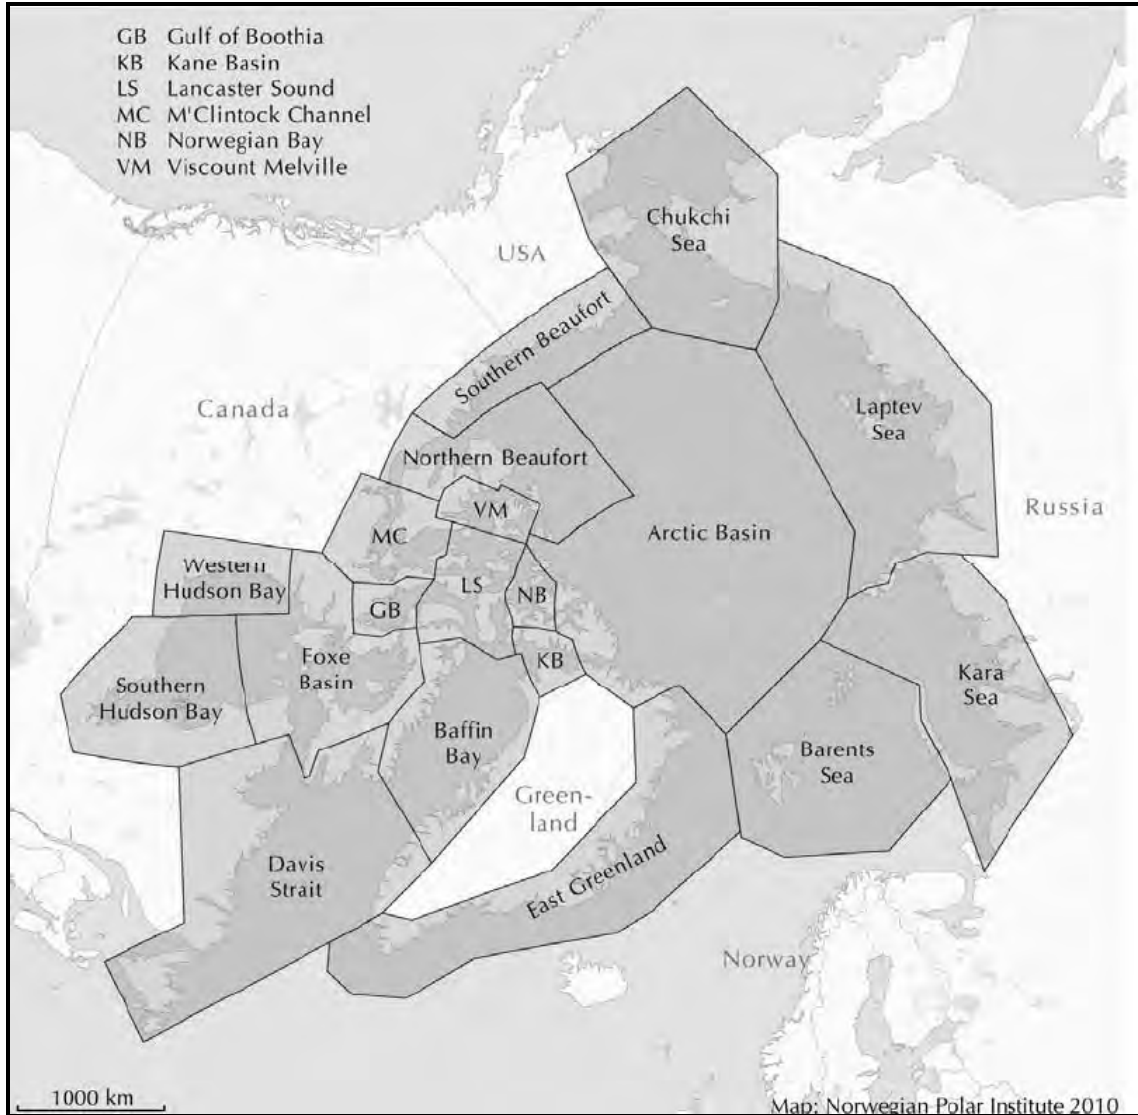 GB Gulf of Boothia
KB Kane Basin
LS Lancaster Sound
MC M'Clintock Channel
NB Norwegian Bay
VM Viscount Melville
Chukchi
Sea
USA
Southern Beaufort
Canada
Laptev
Sea
Northern Beaufort
VM
Russia
MC
Arctic Basin
Western
Hudson Bay
LS
NB
GB
Foxe
Basin
KB
Kara
Sea
Southern
Hudson Bay
Baffin
Bay
Barents
Sea
Green-
land
Davis
Strait
East Greenland
Norway
1000 km
Map: Norwegian Polar Institute 2010